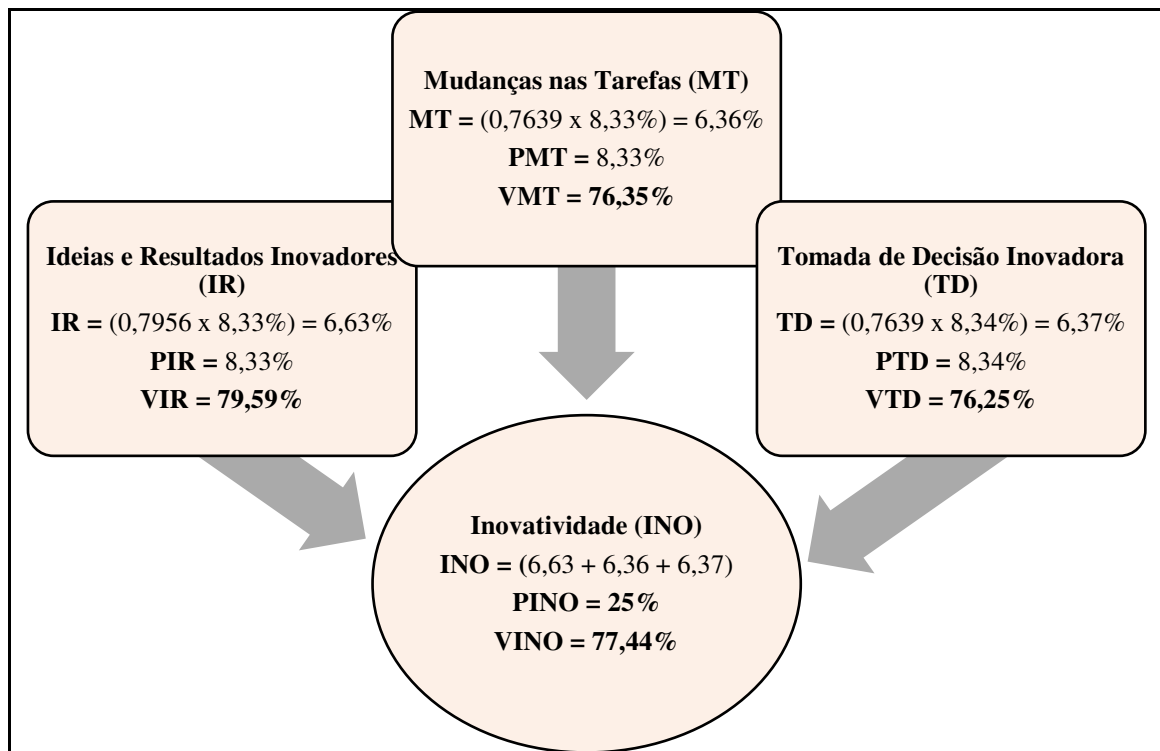 Mudanças nas Tarefas (MT)
MT = (0,7639 x 8,33%) = 6,36%
PMT = 8,33%
VMT = 76,35%
Ideias e Resultados Inovadores
(IR)
IR = (0,7956 x 8,33%) = 6,63%
PIR = 8,33%
VIR = 79,59%
Tomada de Decisão Inovadora
(TD)
TD = (0,7639 x 8,34%) = 6,37%
PTD = 8,34%
VTD = 76,25%
Inovatividade (INO)
INO = (6,63 + 6,36 + 6,37)
PINO = 25%
VINO = 77,44%